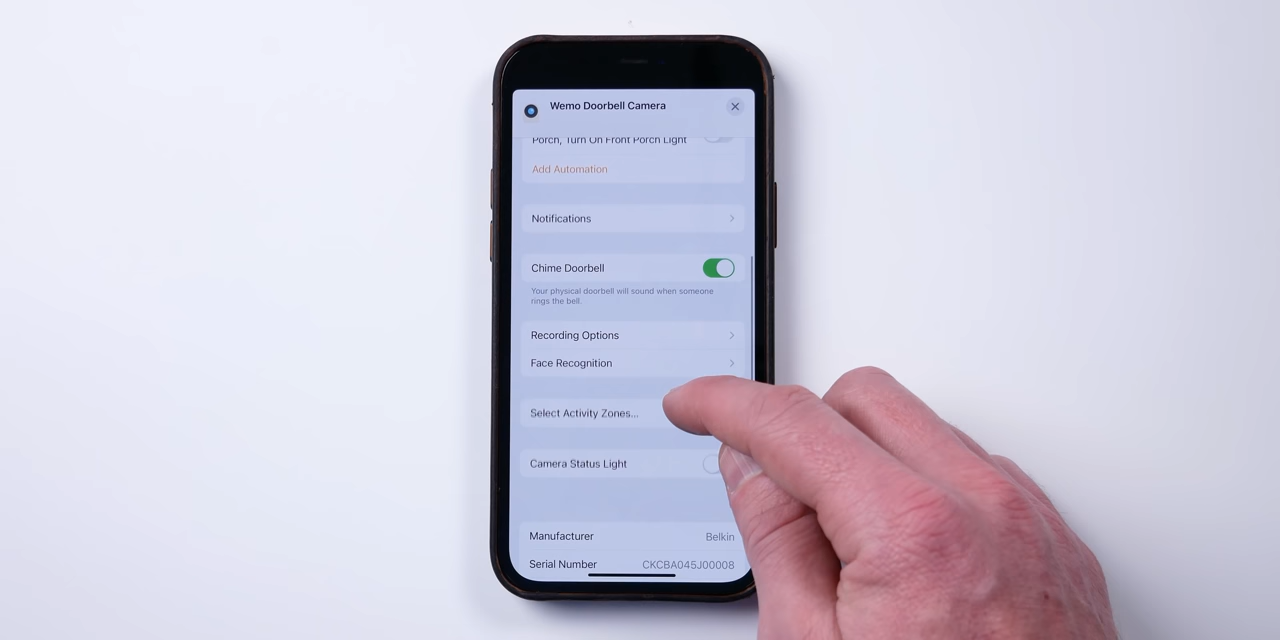 Wemo Doorbell Camera
Porch, Turn On Front Porch Light
Add Automation
Notifications
Chime Doorbell
Your physical doorbell will sound when someone
rings the bell.
Recording Options
Face Recognition
Select Activity Zones...
Camera Status Light
Manufacturer Belkin
Serial Number CKCBA045J00008